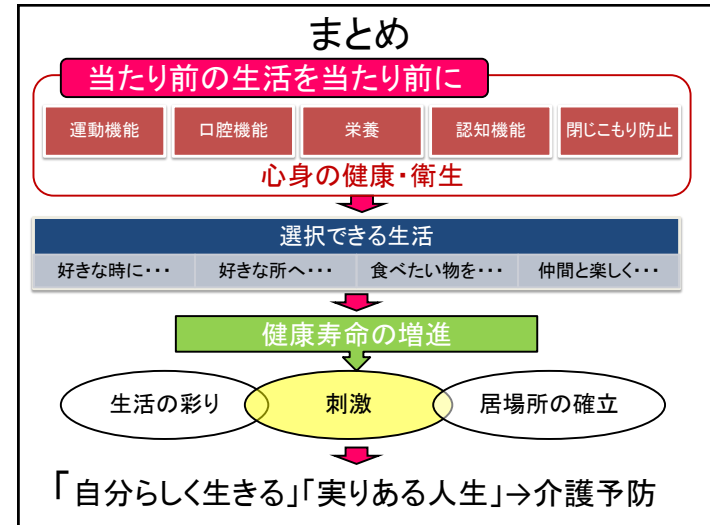 まとめ
当たり前の生活を当たり前に
運動機能 口腔機能 栄養 認知機能 閉じこもり防止
心身の健康・衛生
選択できる生活
好きな時に・・・ 好きな所へ・・・ 食べたい物を・・・ 仲間と楽しく・・・
健康寿命の増進
生活の彩り 刺激 居場所の確立
「自分らしく生きる」「実りある人生」→介護予防